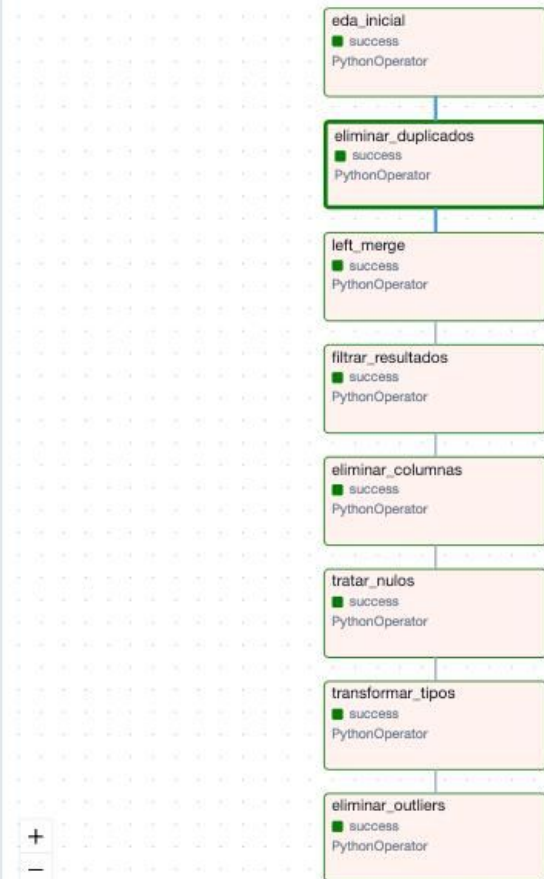 eda_inicial
success
PythonOperator
eliminar_duplicados
success
PythonOperator
left_merge
success
PythonOperator
filtrar_resultados
success
PythonOperator
eliminar_columnas
success
PythonOperator
tratar_nulos
success
PythonOperator
transformar_tipos
success
PythonOperator
eliminar_outliers
success
PythonOperator
+
−